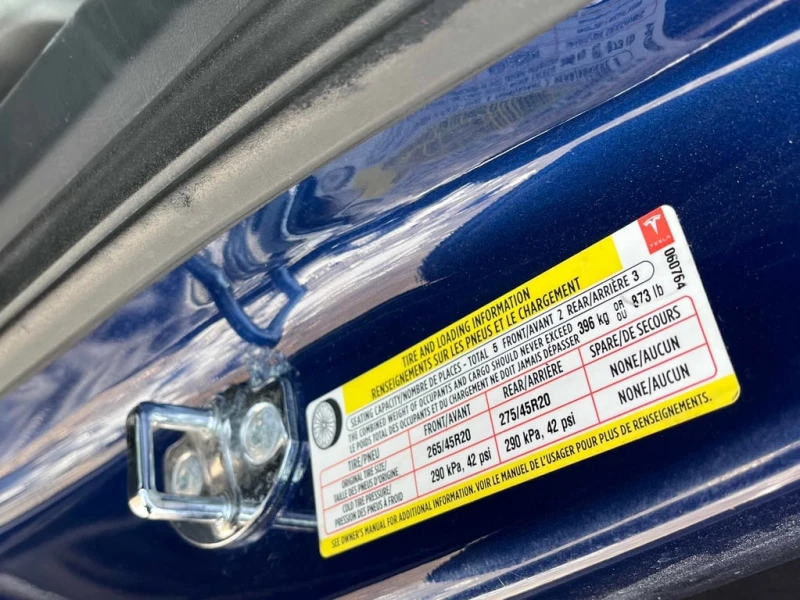 TESLA
060764
TIRE AND LOADING INFORMATION
RENSEIGNEMENTS SUR LES PNEUS ET LE CHARGEMENT
SEATING CAPACITY/NOMBRE DE PLACES - TOTAL 5 FRONT/AVANT 2 REAR/ARRIÈRE 3
THE COMBINED WEIGHT OF OCCUPANTS AND CARGO SHOULD NEVER EXCEED 396 kg OR 873 lb
LE POIDS TOTAL DES OCCUPANTS ET DU CHARGEMENT NE DOIT JAMAIS DÉPASSER OU
TIRE/PNEU FRONT/AVANT REAR/ARRIÈRE SPARE/DE SECOURS
ORIGINAL TIRE SIZE/
TAILLE DES PNEUS D'ORIGINE 265/45R20 275/45R20 NONE/AUCUN
COLD TIRE PRESSURE/
PRESSION DES PNEUS À FROID 290 kPa, 42 psi 290 kPa, 42 psi NONE/AUCUN
SEE OWNER'S MANUAL FOR ADDITIONAL INFORMATION. VOIR LE MANUEL DE L'USAGER POUR PLUS DE RENSEIGNEMENTS.